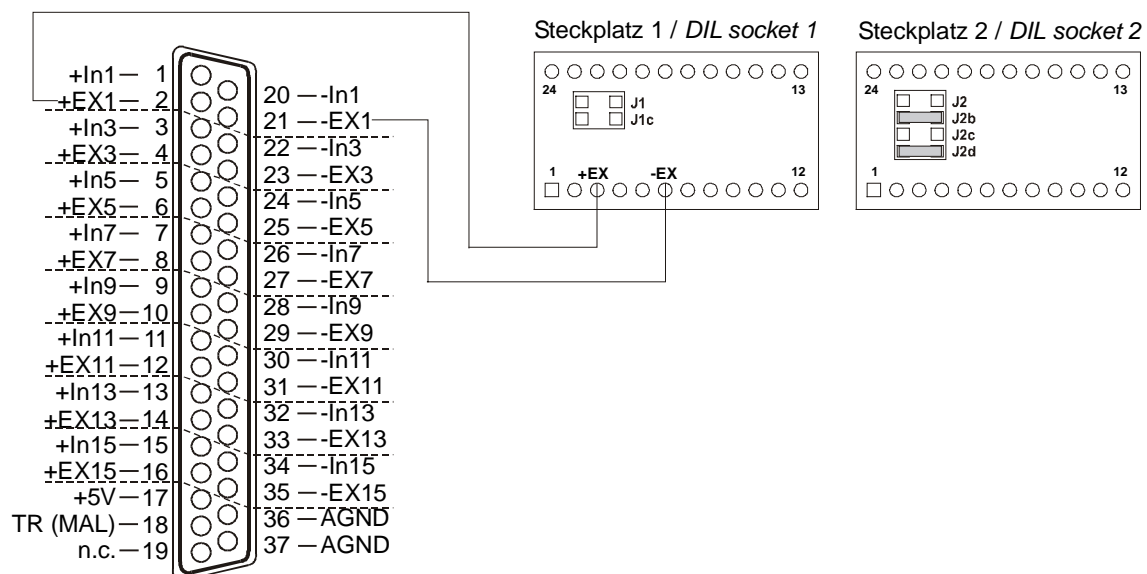 Steckplatz 1 / DIL socket 1
24
13
J1
J1c
1
+EX
-EX
12
Steckplatz 2 / DIL socket 2
24
13
J2
J2b
J2c
J2d
1
12
+In1 1
+EX1 2
+In3 3
+EX3 4
+In5 5
+EX5 6
+In7 7
+EX7 8
+In9 9
+EX9 10
+In11 11
+EX11 12
+In13 13
+EX13 14
+In15 15
+EX15 16
+5V 17
TR (MAL) 18
n.c. 19
20 -In1
21 -EX1
22 -In3
23 -EX3
24 -In5
25 -EX5
26 -In7
27 -EX7
28 -In9
29 -EX9
30 -In11
31 -EX11
32 -In13
33 -EX13
34 -In15
35 -EX15
36 AGND
37 AGND